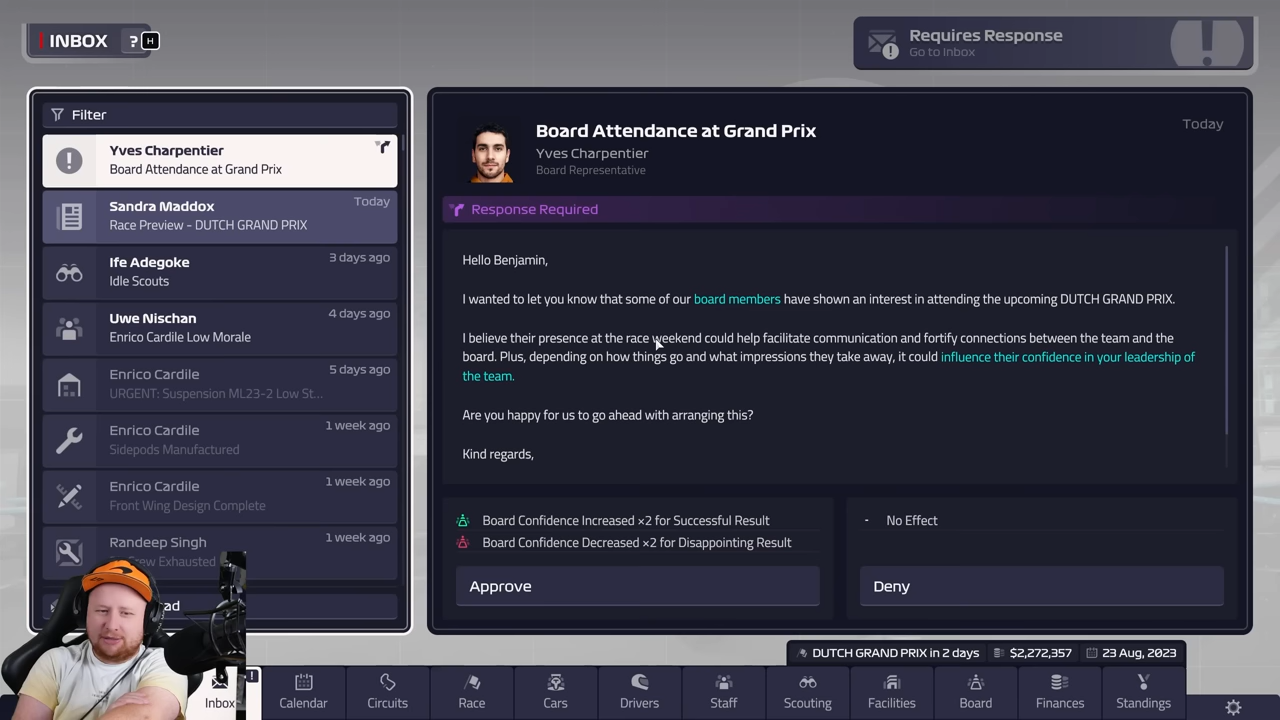 INBOX ? H
Requires Response
Go to Inbox
Filter
Yves Charpentier
Board Attendance at Grand Prix
Sandra Maddox
Today
Race Preview - DUTCH GRAND PRIX
Ife Adegoke
3 days ago
Idle Scouts
Uwe Nischan
4 days ago
Enrico Cardile Low Morale
Enrico Cardile
5 days ago
URGENT: Suspension ML23-2 Low St...
Enrico Cardile
1 week ago
Sidepods Manufactured
Enrico Cardile
1 week ago
Front Wing Design Complete
Randeep Singh
1 week ago
Crew Exhausted
Board Attendance at Grand Prix
Today
Yves Charpentier
Board Representative
Response Required
Hello Benjamin,
I wanted to let you know that some of our board members have shown an interest in attending the upcoming DUTCH GRAND PRIX.
I believe their presence at the race weekend could help facilitate communication and fortify connections between the team and the
board. Plus, depending on how things go and what impressions they take away, it could influence their confidence in your leadership of
the team.
Are you happy for us to go ahead with arranging this?
Kind regards,
Board Confidence Increased ×2 for Successful Result
Board Confidence Decreased ×2 for Disappointing Result
Approve
- No Effect
Deny
DUTCH GRAND PRIX in 2 days
$2,272,357
23 Aug, 2023
Inbox
Calendar
Circuits
Race
Cars
Drivers
Staff
Scouting
Facilities
Board
Finances
Standings